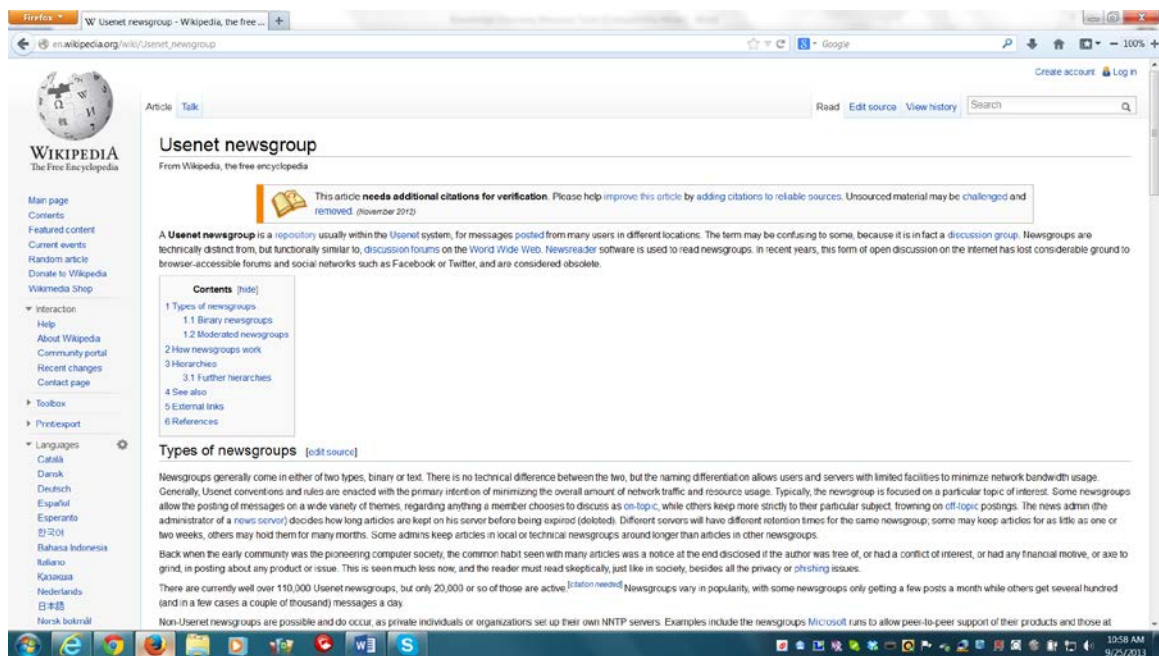 Firefox
W Usenet newsgroup - Wikipedia, the free ... +
en.wikipedia.org/wiki/Usenet_newsgroup
Google
100%
Create account Log in
Article Talk
Read Edit source View history Search
WIKIPEDIA
The Free Encyclopedia
Main page
Contents
Featured content
Current events
Random article
Donate to Wikipedia
Wikimedia Shop
Interaction
Help
About Wikipedia
Community portal
Recent changes
Contact page
Toolbox
Print/export
Languages
Català
Dansk
Deutsch
Español
Esperanto
한국어
Bahasa Indonesia
Italiano
Қазақша
Nederlands
日本語
Norsk bokmål
Usenet newsgroup
From Wikipedia, the free encyclopedia
This article needs additional citations for verification. Please help improve this article by adding citations to reliable sources. Unsourced material may be challenged and
removed. (November 2012)
A Usenet newsgroup is a repository usually within the Usenet system, for messages posted from many users in different locations. The term may be confusing to some, because it is in fact a discussion group. Newsgroups are
technically distinct from, but functionally similar to, discussion forums on the World Wide Web. Newsreader software is used to read newsgroups. In recent years, this form of open discussion on the Internet has lost considerable ground to
browser-accessible forums and social networks such as Facebook or Twitter, and are considered obsolete.
Contents [hide]
1 Types of newsgroups
1.1 Binary newsgroups
1.2 Moderated newsgroups
2 How newsgroups work
3 Hierarchies
3.1 Further hierarchies
4 See also
5 External links
6 References
Types of newsgroups [edit source]
Newsgroups generally come in either of two types, binary or text. There is no technical difference between the two, but the naming differentiation allows users and servers with limited facilities to minimize network bandwidth usage.
Generally, Usenet conventions and rules are enacted with the primary intention of minimizing the overall amount of network traffic and resource usage. Typically, the newsgroup is focused on a particular topic of interest. Some newsgroups
allow the posting of messages on a wide variety of themes, regarding anything a member chooses to discuss as on-topic, while others keep more strictly to their particular subject, frowning on off-topic postings. The news admin (the
administrator of a news server) decides how long articles are kept on his server before being expired (deleted). Different servers will have different retention times for the same newsgroup; some may keep articles for as little as one or
two weeks, others may hold them for many months. Some admins keep articles in local or technical newsgroups around longer than articles in other newsgroups.
Back when the early community was the pioneering computer society, the common habit seen with many articles was a notice at the end disclosed if the author was free of, or had a conflict of interest, or had any financial motive, or axe to
grind, in posting about any product or issue. This is seen much less now, and the reader must read skeptically, just like in society, besides all the privacy or phishing issues.
There are currently well over 110,000 Usenet newsgroups, but only 20,000 or so of those are active.[citation needed] Newsgroups vary in popularity, with some newsgroups only getting a few posts a month while others get several hundred
(and in a few cases a couple of thousand) messages a day.
Non-Usenet newsgroups are possible and do occur, as private individuals or organizations set up their own NNTP servers. Examples include the newsgroups Microsoft runs to allow peer-to-peer support of their products and those at
10:58 AM
9/25/2013